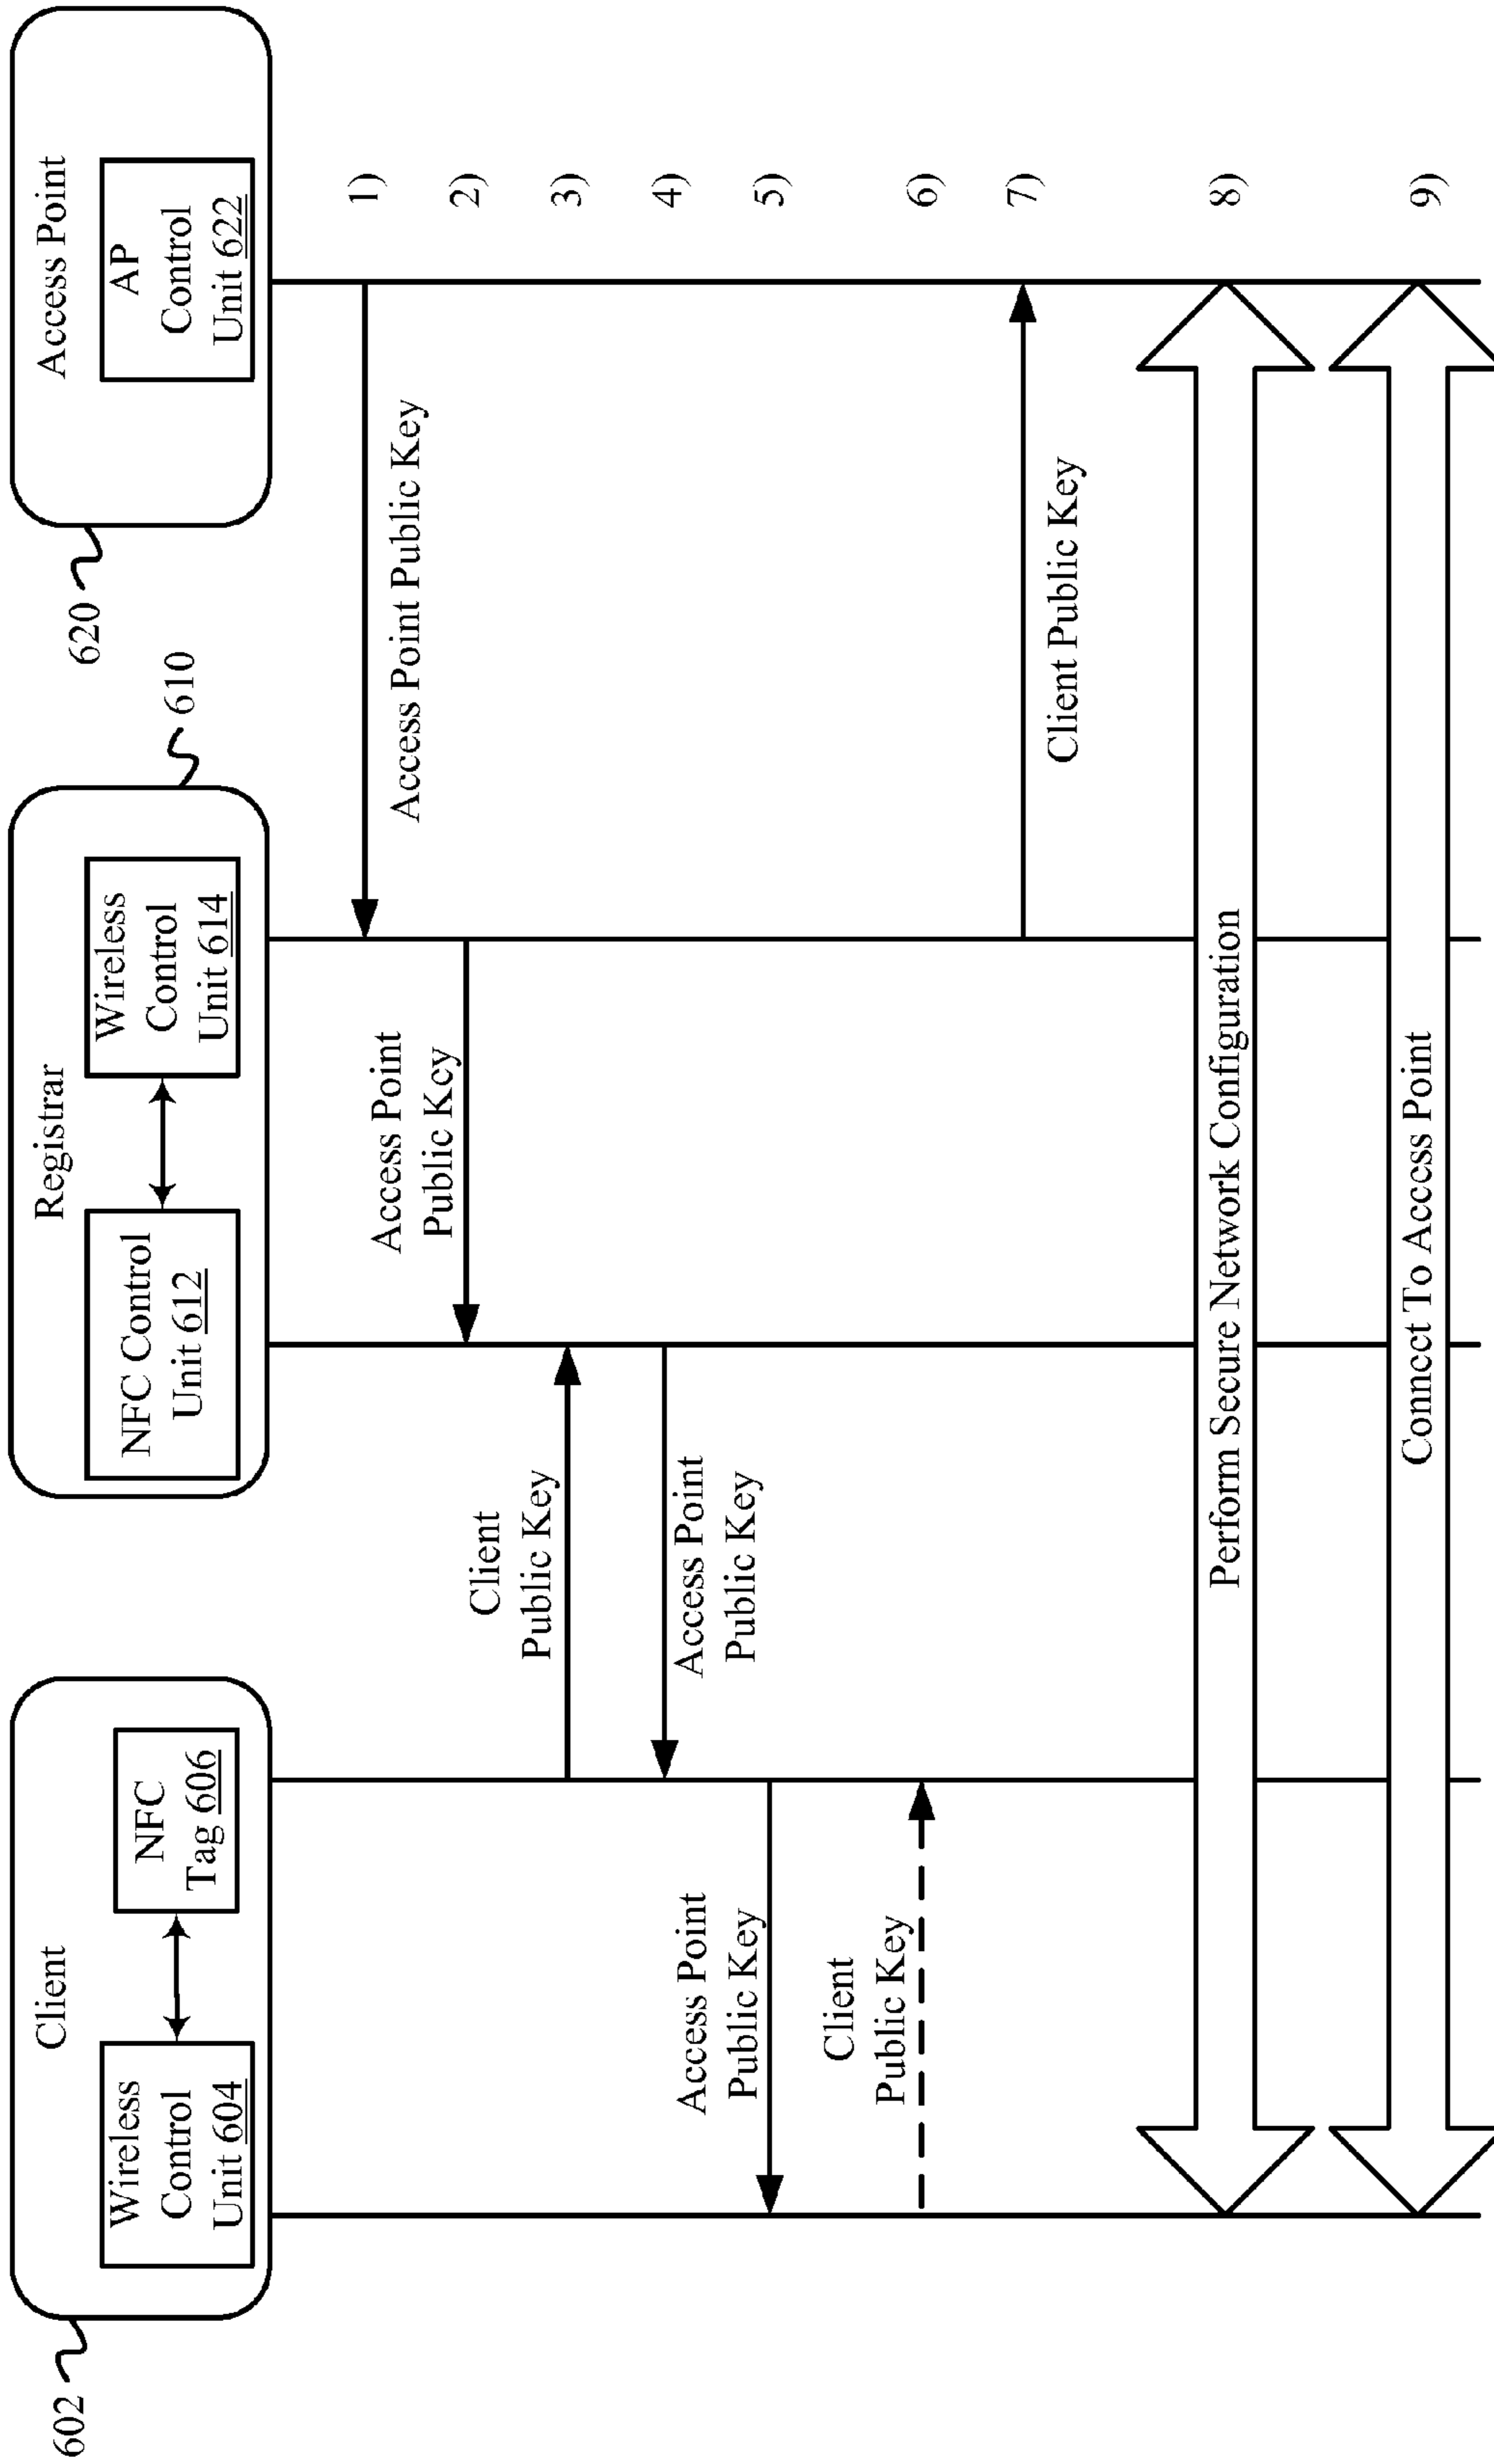 602
Client
Wireless
Control
Unit 604
NFC
Tag 606
Registrar
610
NFC Control
Unit 612
Wireless
Control
Unit 614
620
Access Point
AP
Control
Unit 622
Access Point Public Key
1)
Access Point
Public Key
2)
Client
Public Key
3)
Access Point
Public Key
4)
Access Point
Public Key
5)
Client
Public Key
6)
Client Public Key
7)
Perform Secure Network Configuration
8)
Connect To Access Point
9)